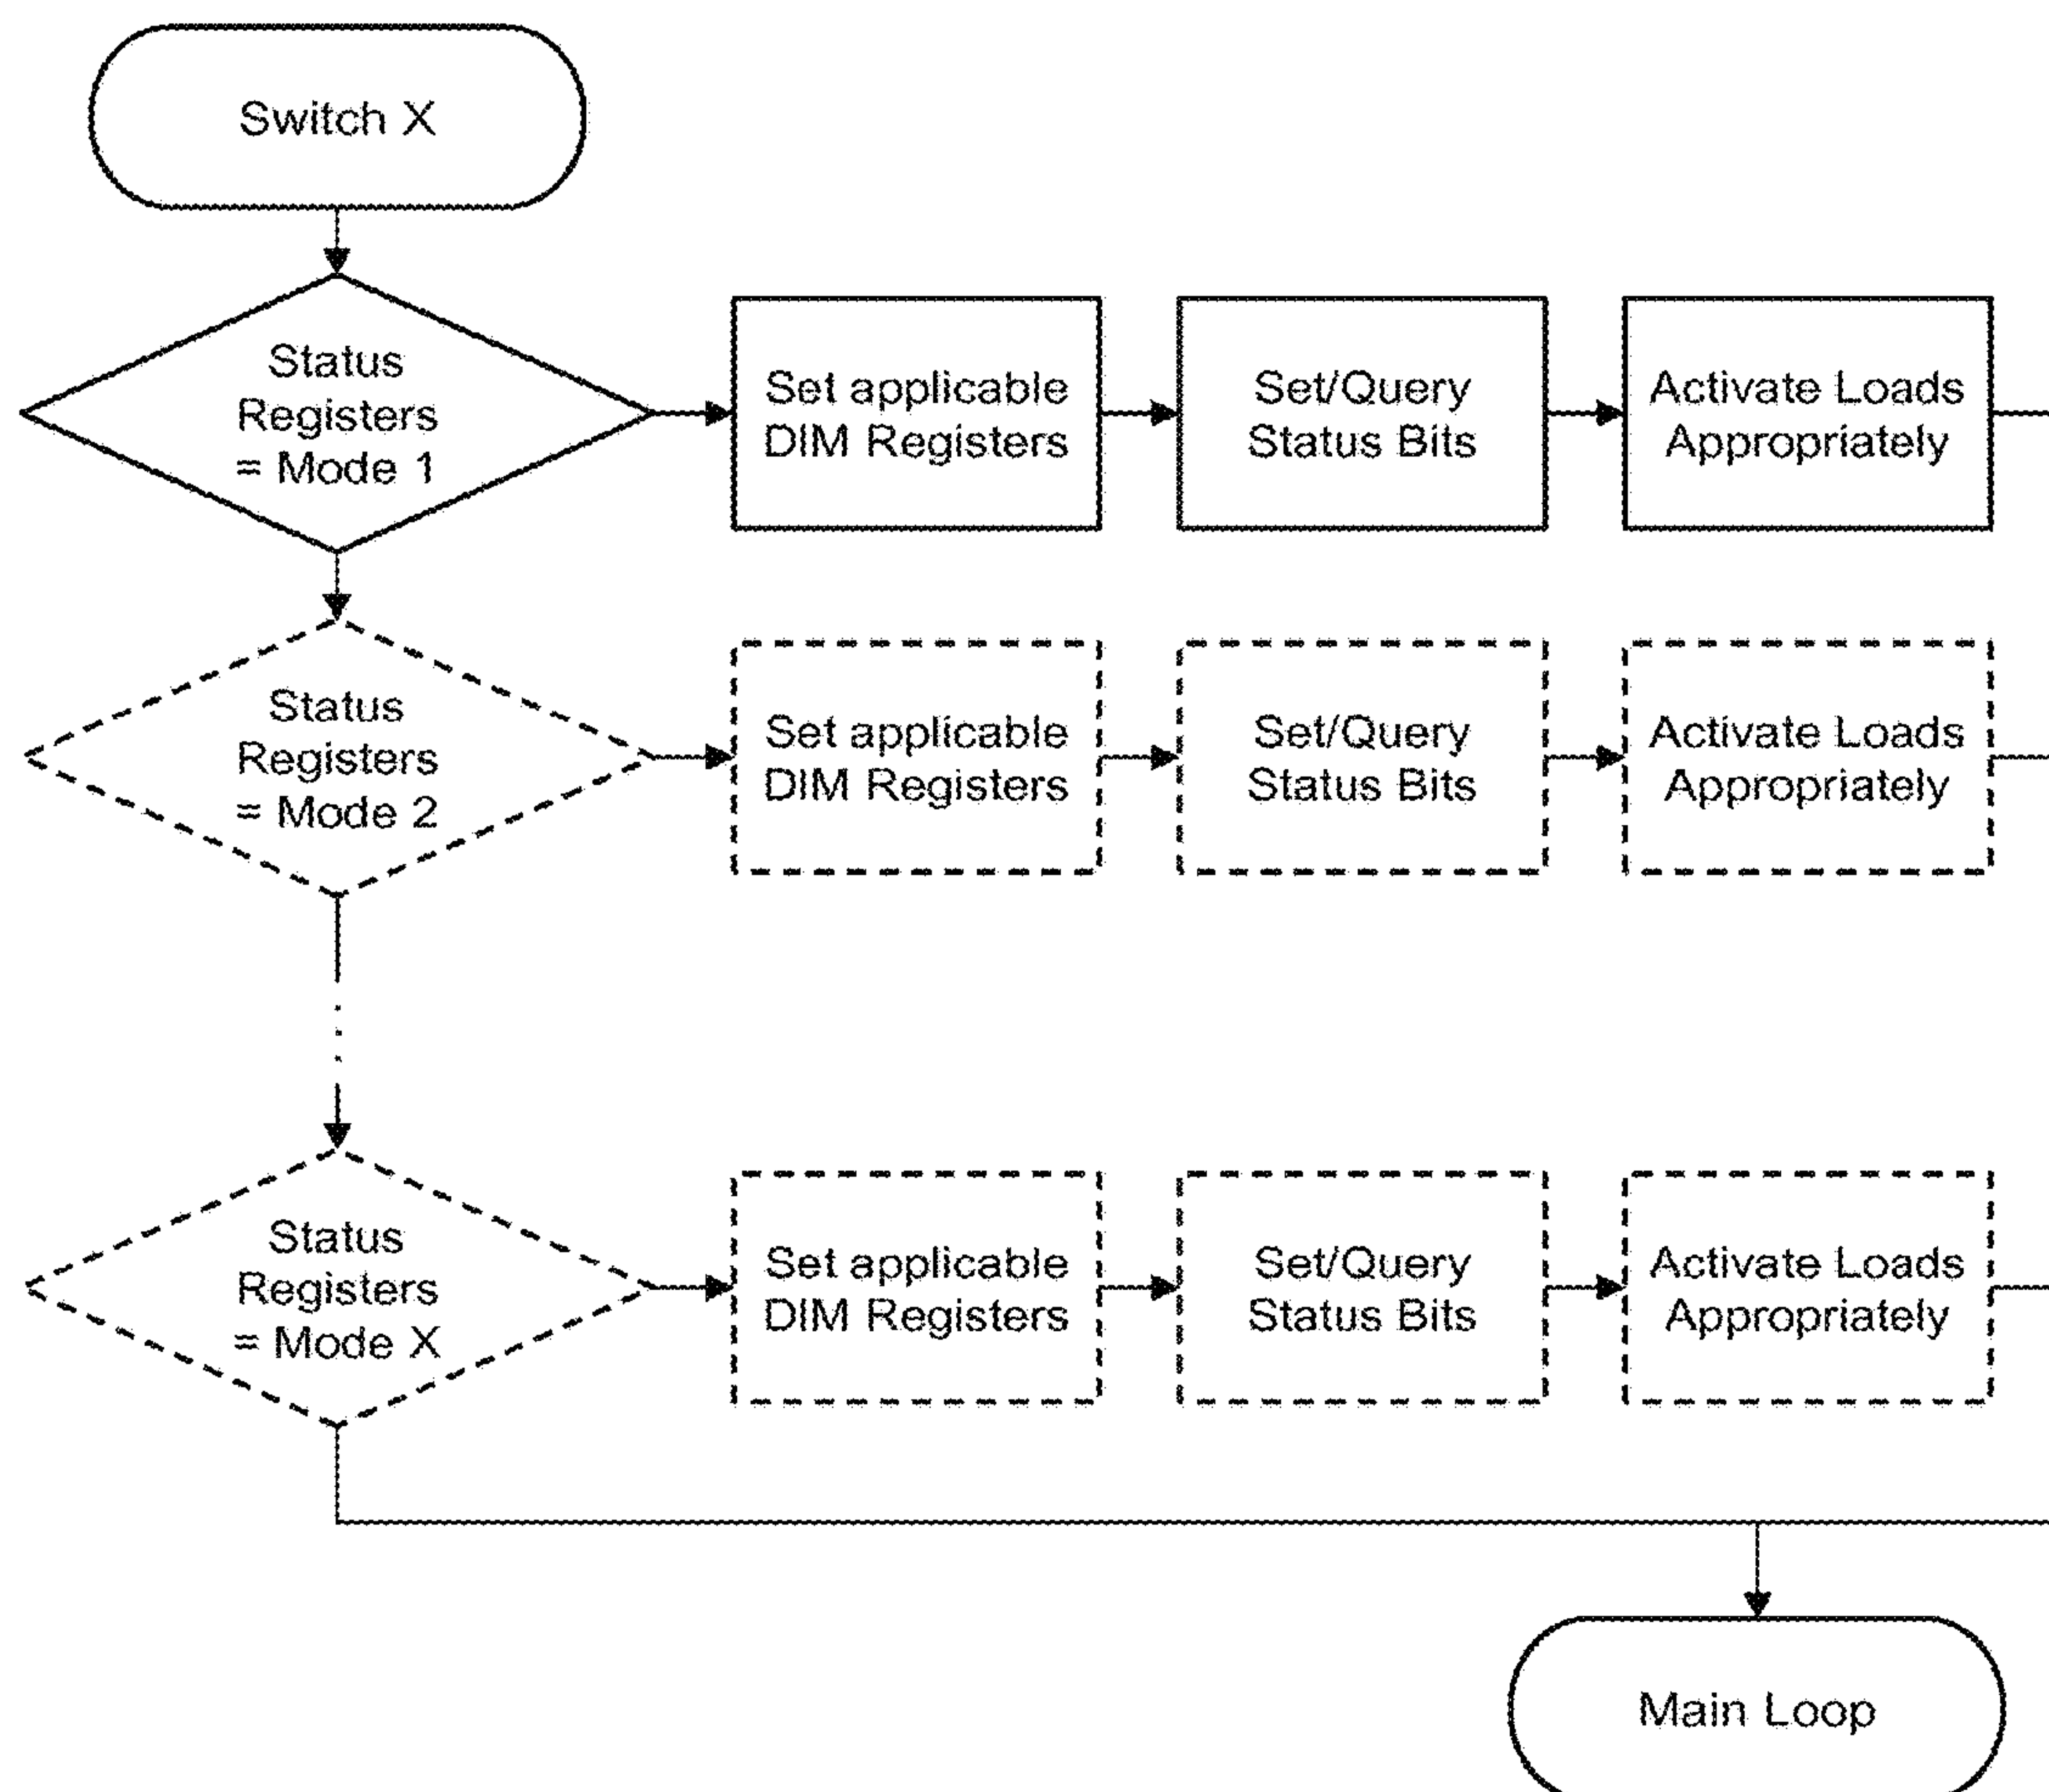 Switch X
Status
Registers
= Mode 1
Set applicable
DIM Registers
Set/Query
Status Bits
Activate Loads
Appropriately
Status
Registers
= Mode 2
Set applicable
DIM Registers
Set/Query
Status Bits
Activate Loads
Appropriately
Status
Registers
= Mode X
Set applicable
DIM Registers
Set/Query
Status Bits
Activate Loads
Appropriately
Main Loop